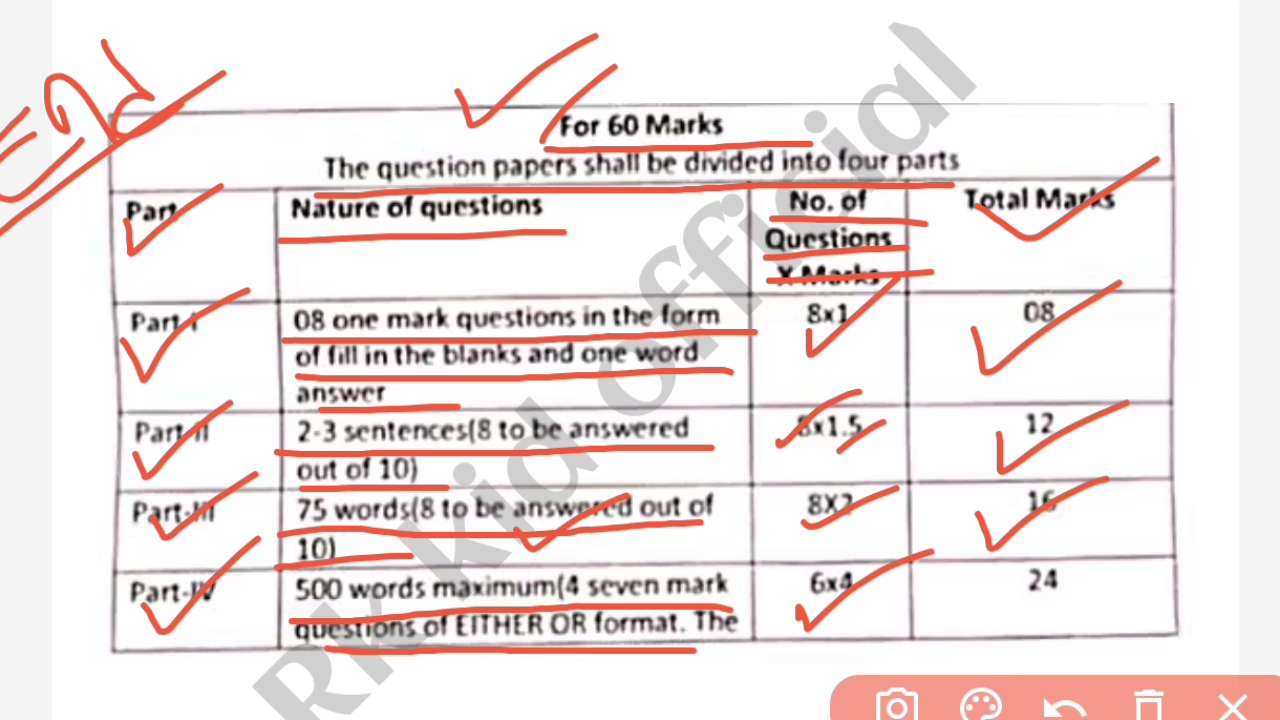 For 60 Marks
The question papers shall be divided into four parts
Part Nature of questions No. of Total Marks
Questions
X Marks
Part-I 08 one mark questions in the form 8x1 08
of fill in the blanks and one word
answer
Part-II 2-3 sentences(8 to be answered 8x1.5 12
out of 10)
Part-III 75 words(8 to be answered out of 8X2 16
10)
Part-IV 500 words maximum(4 seven mark 6x4 24
questions of EITHER OR format. The
RK kid official